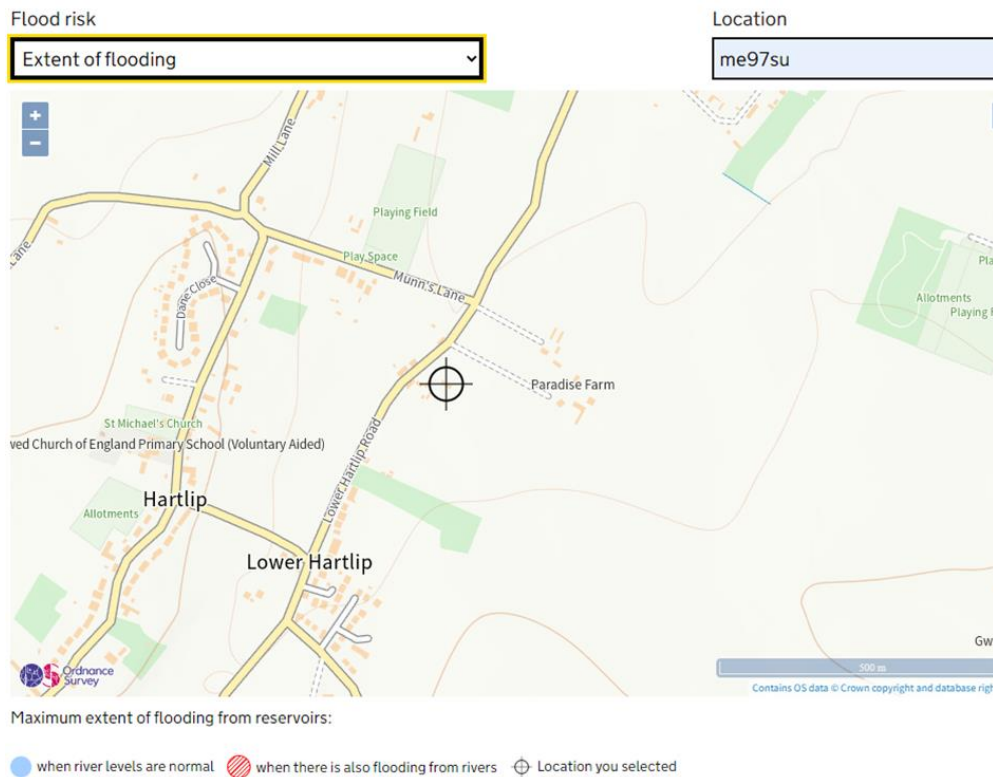 Flood risk
Location
Extent of flooding
me97su
+
−
Mill Lane
Lane
Playing Field
Play Space
Munn's Lane
Dane Close
Allotments
Playing
Paradise Farm
St Michael's Church
ved Church of England Primary School (Voluntary Aided)
Lower Hartlip Road
Hartlip
Allotments
Lower Hartlip
Gw
Ordnance
Survey
500 m
Contains OS data © Crown copyright and database righ
Maximum extent of flooding from reservoirs:
when river levels are normal
when there is also flooding from rivers
Location you selected